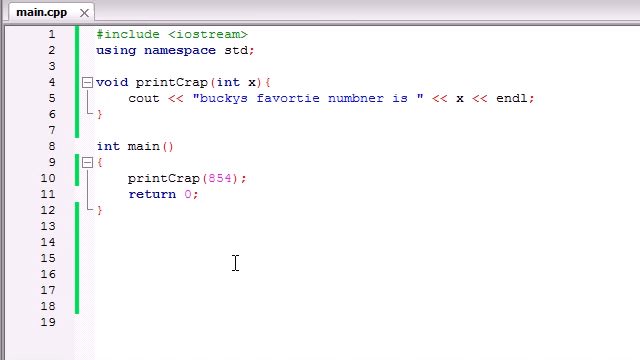 main.cpp
1 #include <iostream>
2 using namespace std;
3
4 void printCrap(int x){
5 cout << "buckys favortie numbner is " << x << endl;
6 }
7
8 int main()
9 {
10 printCrap(854);
11 return 0;
12 }
13
14
15
16
17
18
19